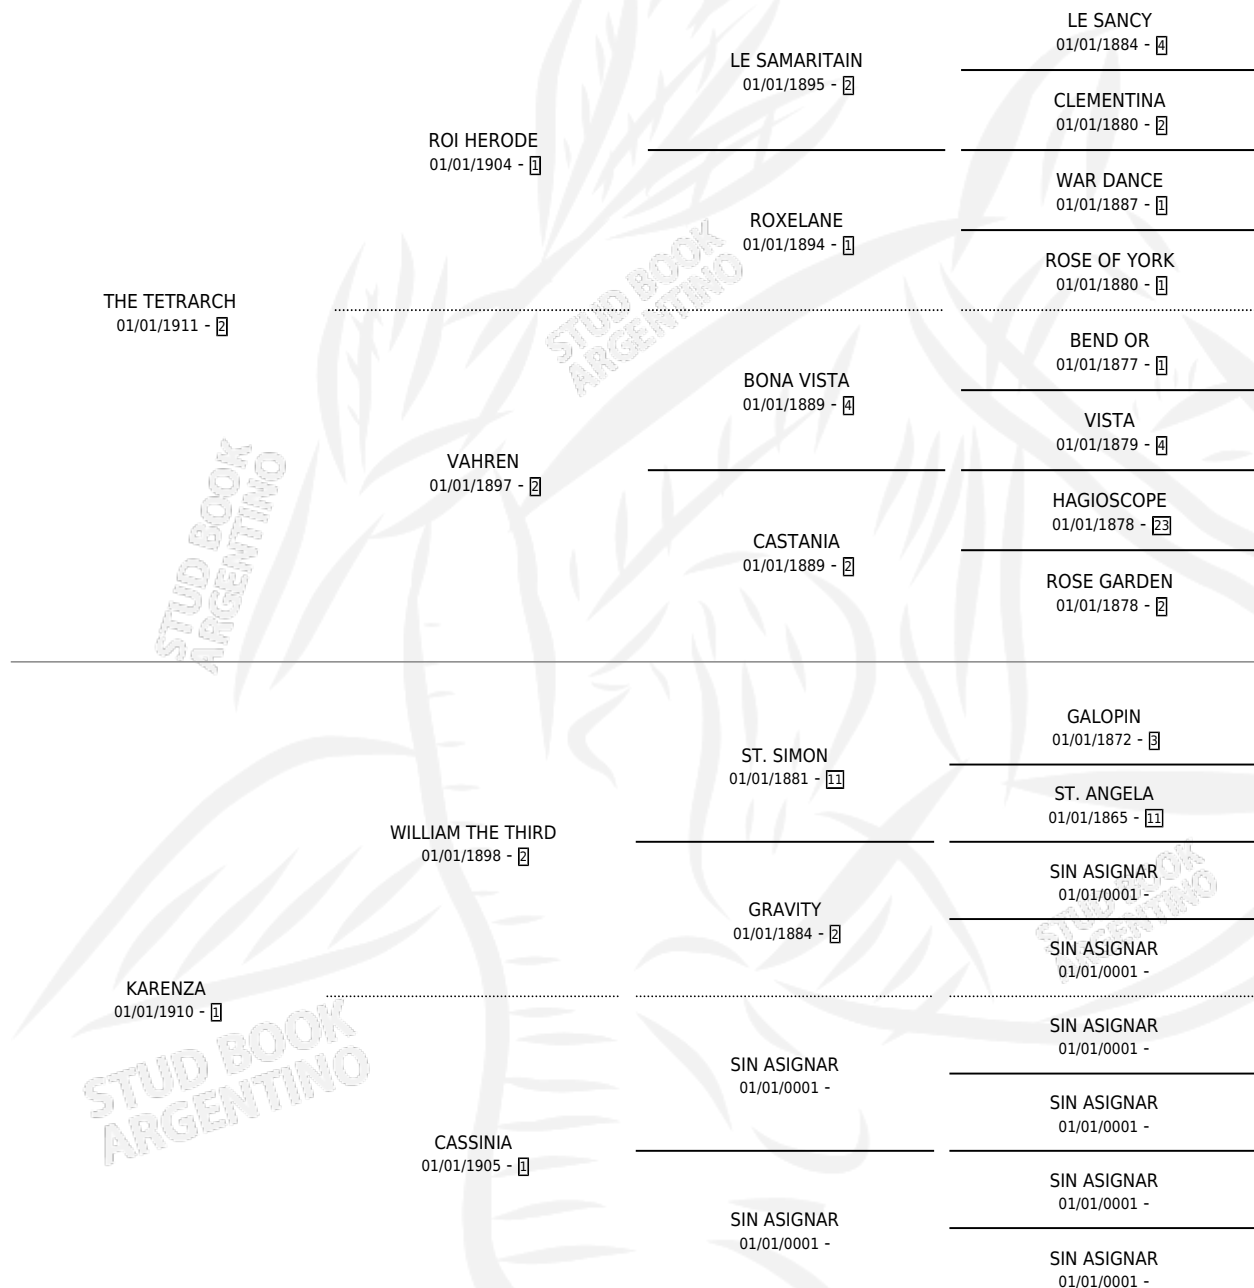 LE SANCY
01/01/1884 - 4
LE SAMARITAIN
01/01/1895 - 2
CLEMENTINA
01/01/1880 - 2
ROI HERODE
01/01/1904 - 1
WAR DANCE
01/01/1887 - 1
ROXELANE
01/01/1894 - 1
ROSE OF YORK
01/01/1880 - 1
THE TETRARCH
01/01/1911 - 2
BEND OR
01/01/1877 - 1
BONA VISTA
01/01/1889 - 4
VISTA
01/01/1879 - 4
VAHREN
01/01/1897 - 2
HAGIOSCOPE
01/01/1878 - 23
CASTANIA
01/01/1889 - 2
ROSE GARDEN
01/01/1878 - 2
GALOPIN
01/01/1872 - 3
ST. SIMON
01/01/1881 - 11
ST. ANGELA
01/01/1865 - 11
WILLIAM THE THIRD
01/01/1898 - 2
SIN ASIGNAR
01/01/0001 -
GRAVITY
01/01/1884 - 2
SIN ASIGNAR
01/01/0001 -
KARENZA
01/01/1910 - 1
SIN ASIGNAR
01/01/0001 -
SIN ASIGNAR
01/01/0001 -
SIN ASIGNAR
01/01/0001 -
CASSINIA
01/01/1905 - 1
SIN ASIGNAR
01/01/0001 -
SIN ASIGNAR
01/01/0001 -
SIN ASIGNAR
01/01/0001 -
STUD BOOK
ARGENTINO
STUD BOOK
ARGENTINO
STUD BOOK
ARGENTINO
STUD BOOK
ARGENTINO